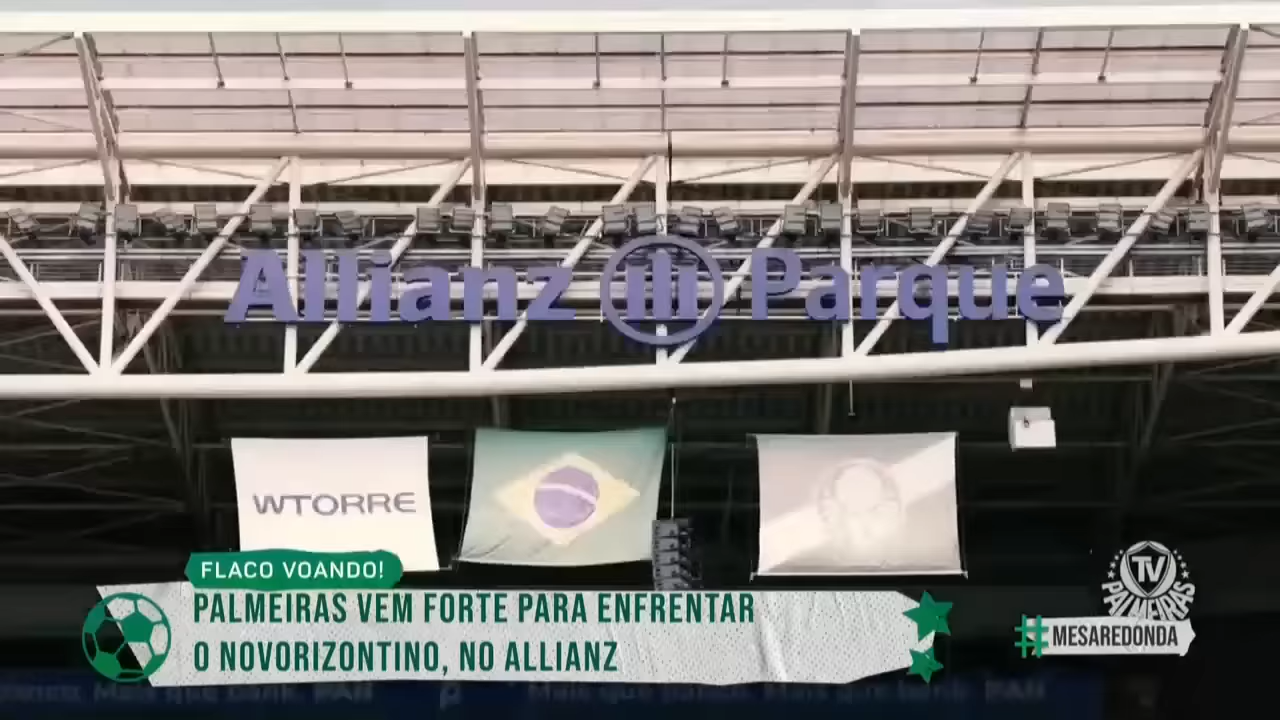 Allianz Parque
WTORRE
FLACO VOANDO!
PALMEIRAS VEM FORTE PARA ENFRENTAR
O NOVORIZONTINO, NO ALLIANZ
TV
PALMEIRAS
#MESAREDONDA